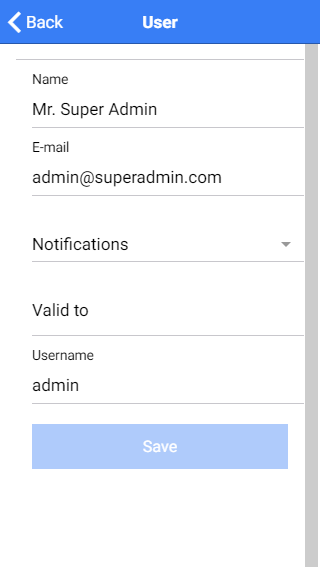 Back
User
Name
Mr. Super Admin
E-mail
admin@superadmin.com
Notifications
Valid to
Username
admin
Save